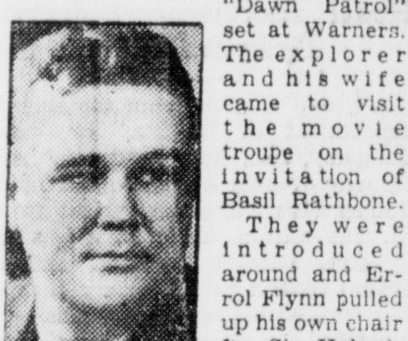 "Dawn Patrol"
set at Warners.
The explorer
and his wife
came to visit
the movie
troupe on the
invitation of
Basil Rathbone.
They were
introduced
around and Er-
rol Flynn pulled
up his own chair